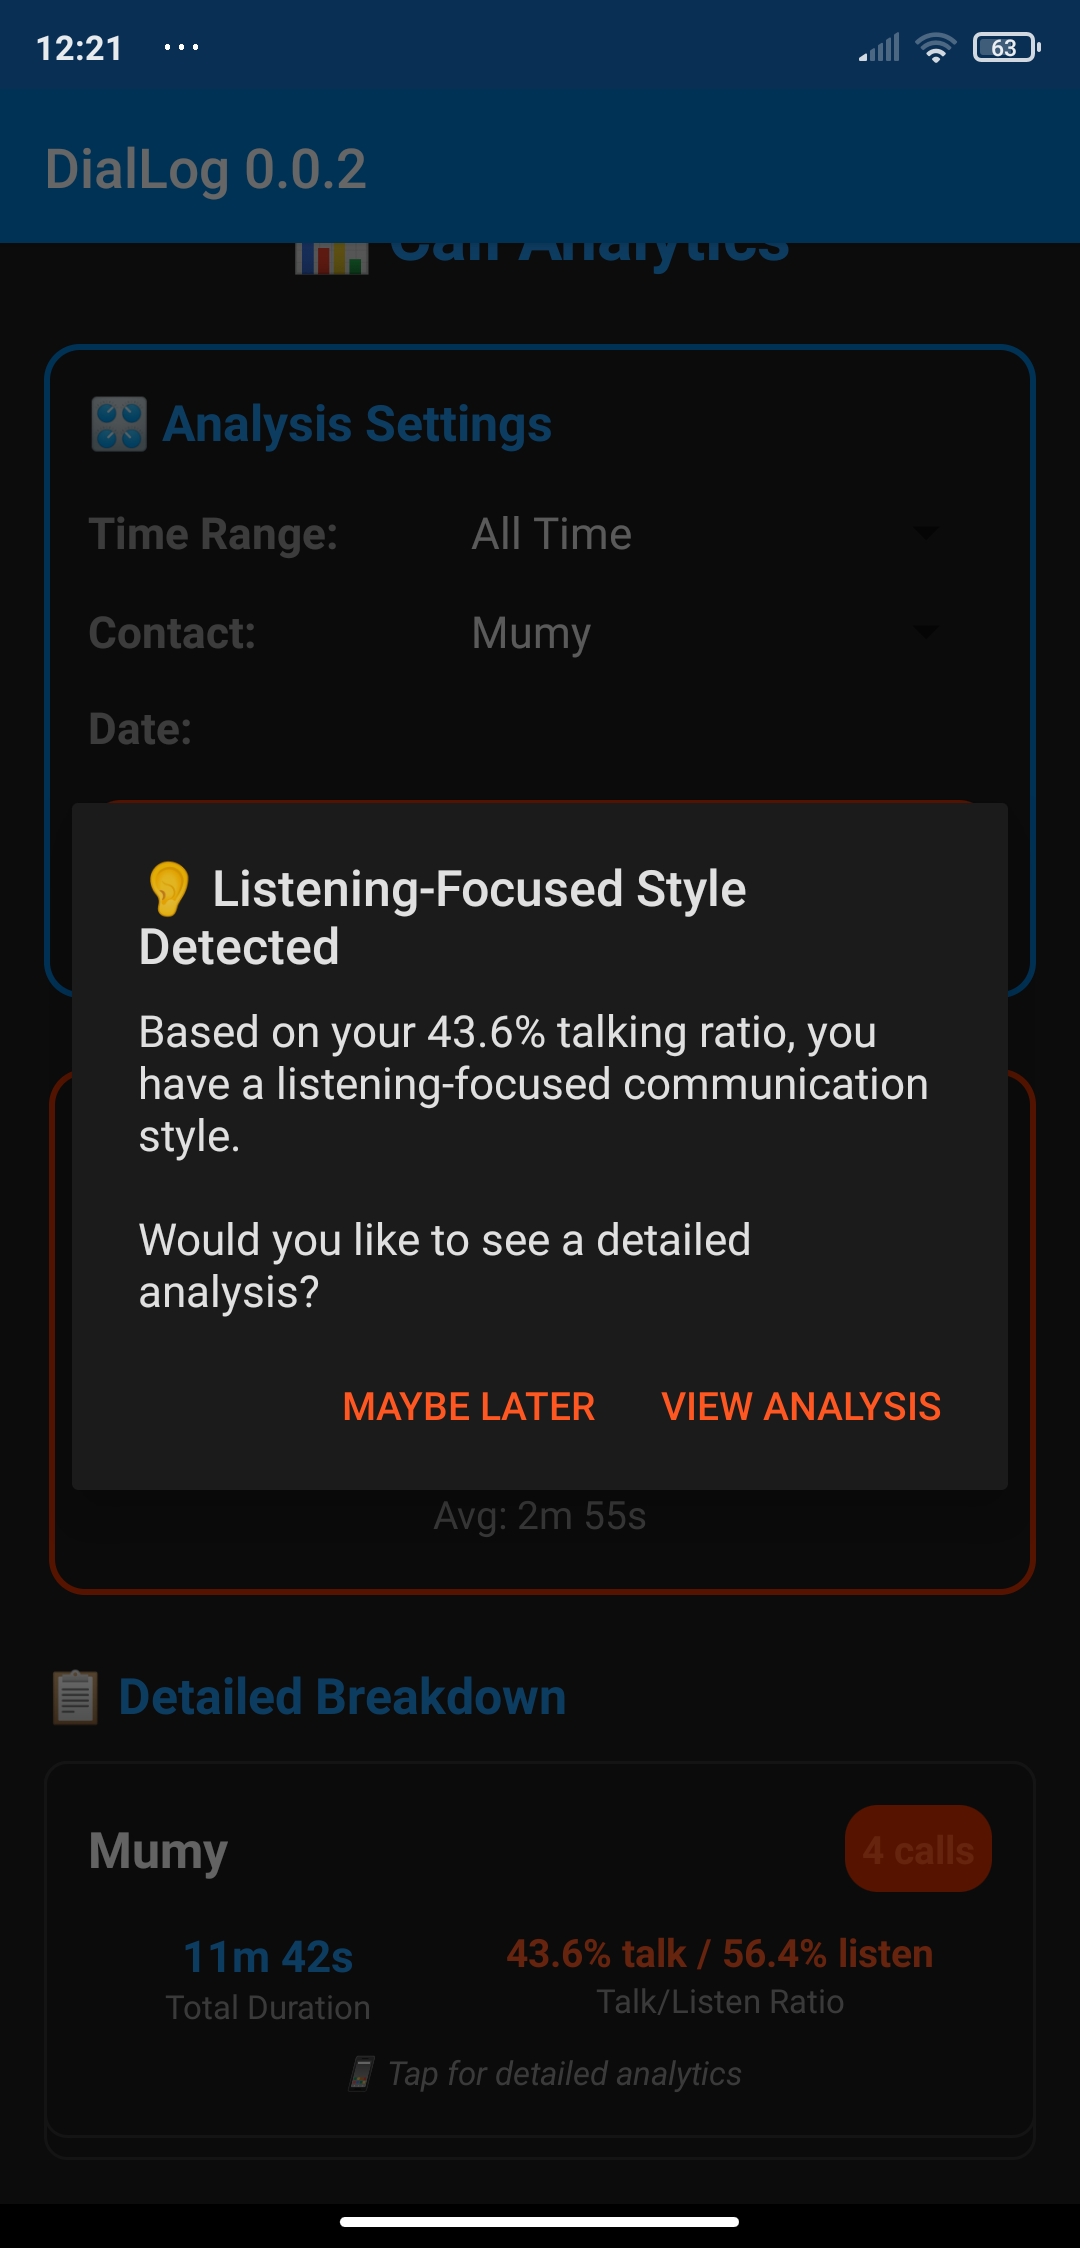 12:21 ...
63
DialLog 0.0.2
Call Analytics
Analysis Settings
Time Range: All Time
Contact: Mumy
Date:
Listening-Focused Style
Detected
Based on your 43.6% talking ratio, you
have a listening-focused communication
style.
Would you like to see a detailed
analysis?
MAYBE LATER VIEW ANALYSIS
Avg: 2m 55s
Detailed Breakdown
Mumy 4 calls
11m 42s 43.6% talk / 56.4% listen
Total Duration Talk/Listen Ratio
Tap for detailed analytics